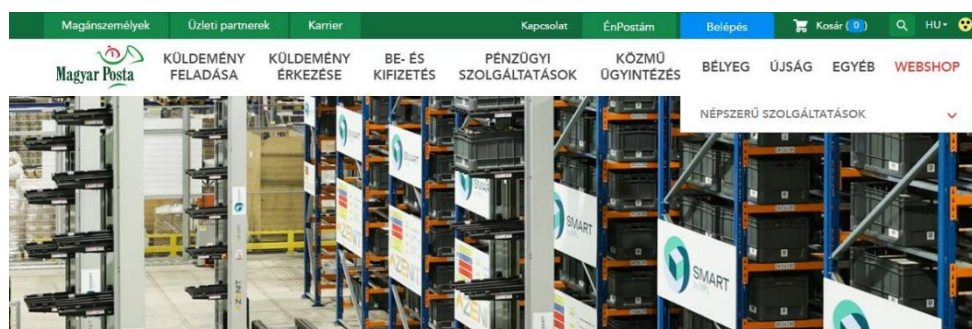 Magánszemélyek Üzleti partnerek Karrier Kapcsolat ÉnPostám Belépés Kosár ( 0 ) HU
Magyar Posta
KÜLDEMÉNY FELADÁSA
KÜLDEMÉNY ÉRKEZÉSE
BE- ÉS KIFIZETÉS
PÉNZÜGYI SZOLGÁLTATÁSOK
KÖZMŰ ÜGYINTÉZÉS
BÉLYEG
ÚJSÁG
EGYÉB
WEBSHOP
NÉPSZERŰ SZOLGÁLTATÁSOK
SMART
SMART
AZENIT